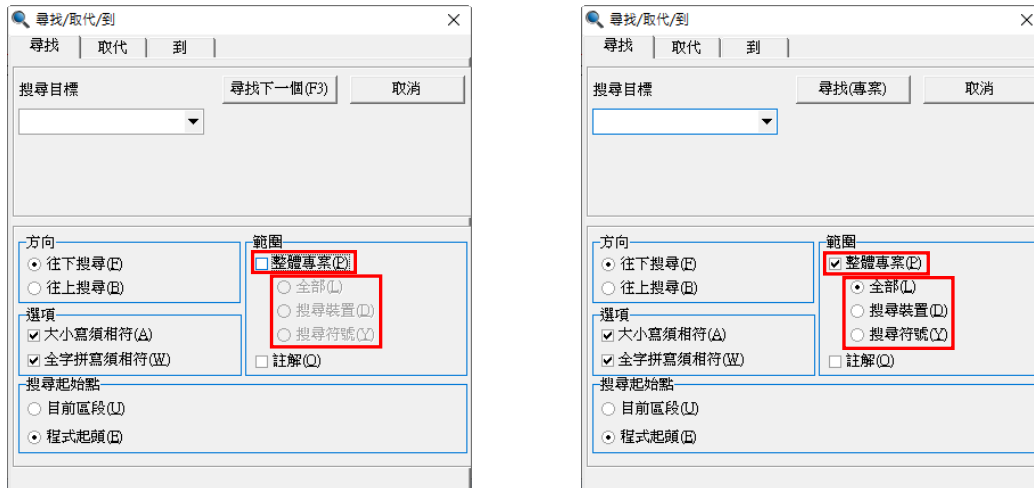 尋找/取代/到
尋找 取代 到
搜尋目標 尋找下一個(F3) 取消
方向
往下搜尋(F)
往上搜尋(B)
範圍
整體專案(P)
全部(L)
搜尋裝置(D)
搜尋符號(Y)
註解(O)
選項
大小寫須相符(A)
全字拼寫須相符(W)
搜尋起始點
目前區段(U)
程式起頭(E)
尋找/取代/到
尋找 取代 到
搜尋目標 尋找(專案) 取消
方向
往下搜尋(F)
往上搜尋(B)
範圍
整體專案(P)
全部(L)
搜尋裝置(D)
搜尋符號(Y)
註解(O)
選項
大小寫須相符(A)
全字拼寫須相符(W)
搜尋起始點
目前區段(U)
程式起頭(E)